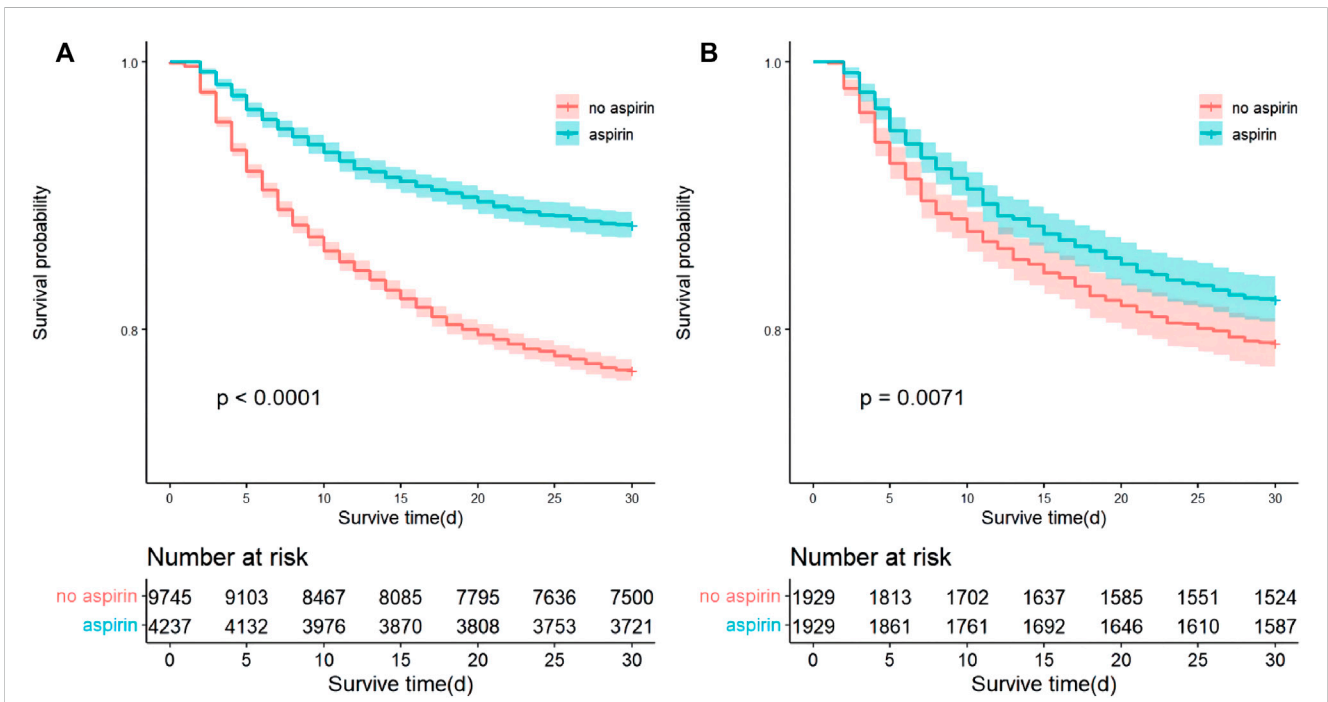 A
1.0
0.8
Survival probability
no aspirin
aspirin
p < 0.0001
0 5 10 15 20 25 30
Survive time(d)
Number at risk
no aspirin 9745 9103 8467 8085 7795 7636 7500
aspirin 4237 4132 3976 3870 3808 3753 3721
0 5 10 15 20 25 30
Survive time(d)
B
1.0
0.8
Survival probability
no aspirin
aspirin
p = 0.0071
0 5 10 15 20 25 30
Survive time(d)
Number at risk
no aspirin 1929 1813 1702 1637 1585 1551 1524
aspirin 1929 1861 1761 1692 1646 1610 1587
0 5 10 15 20 25 30
Survive time(d)